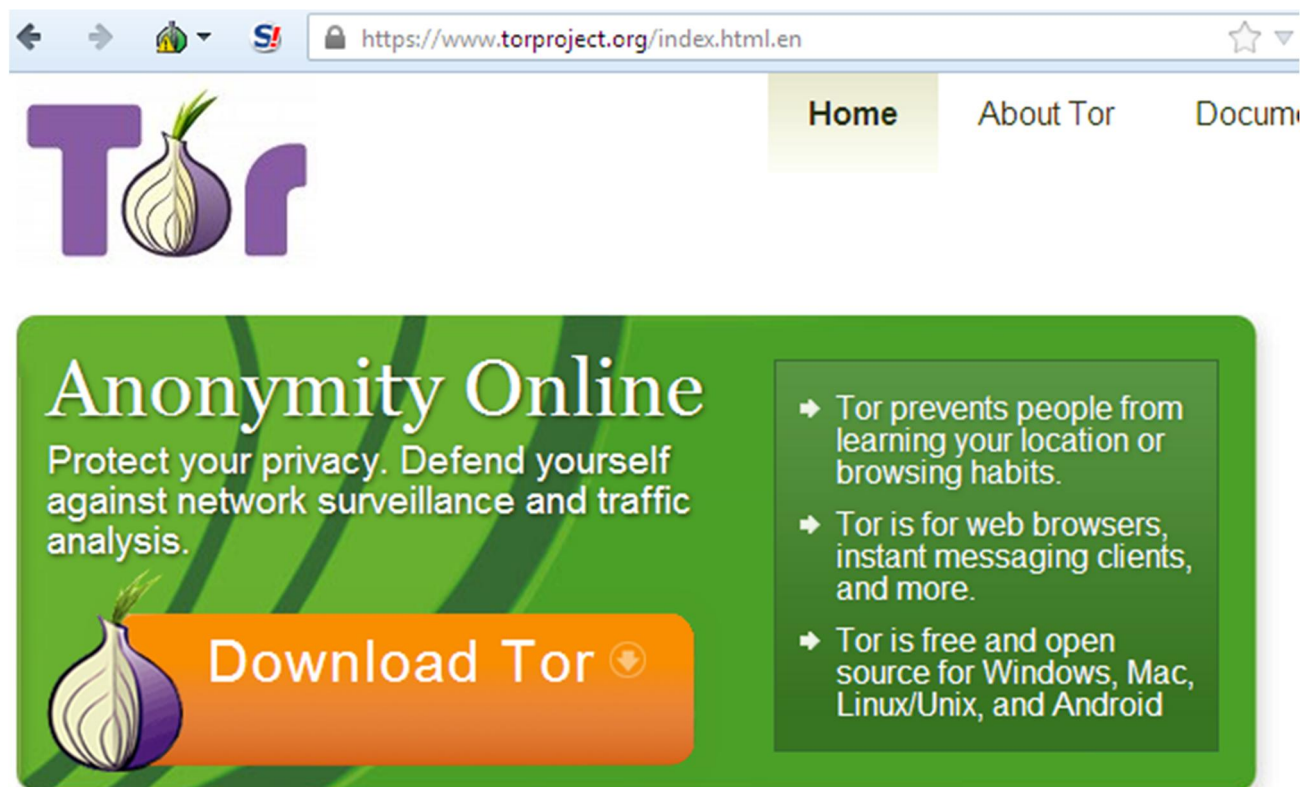 S!
https://www.torproject.org/index.html.en
Tor
Home
About Tor
Docum
Anonymity Online
Protect your privacy. Defend yourself
against network surveillance and traffic
analysis.
Download Tor
Tor prevents people from
learning your location or
browsing habits.
Tor is for web browsers,
instant messaging clients,
and more.
Tor is free and open
source for Windows, Mac,
Linux/Unix, and Android